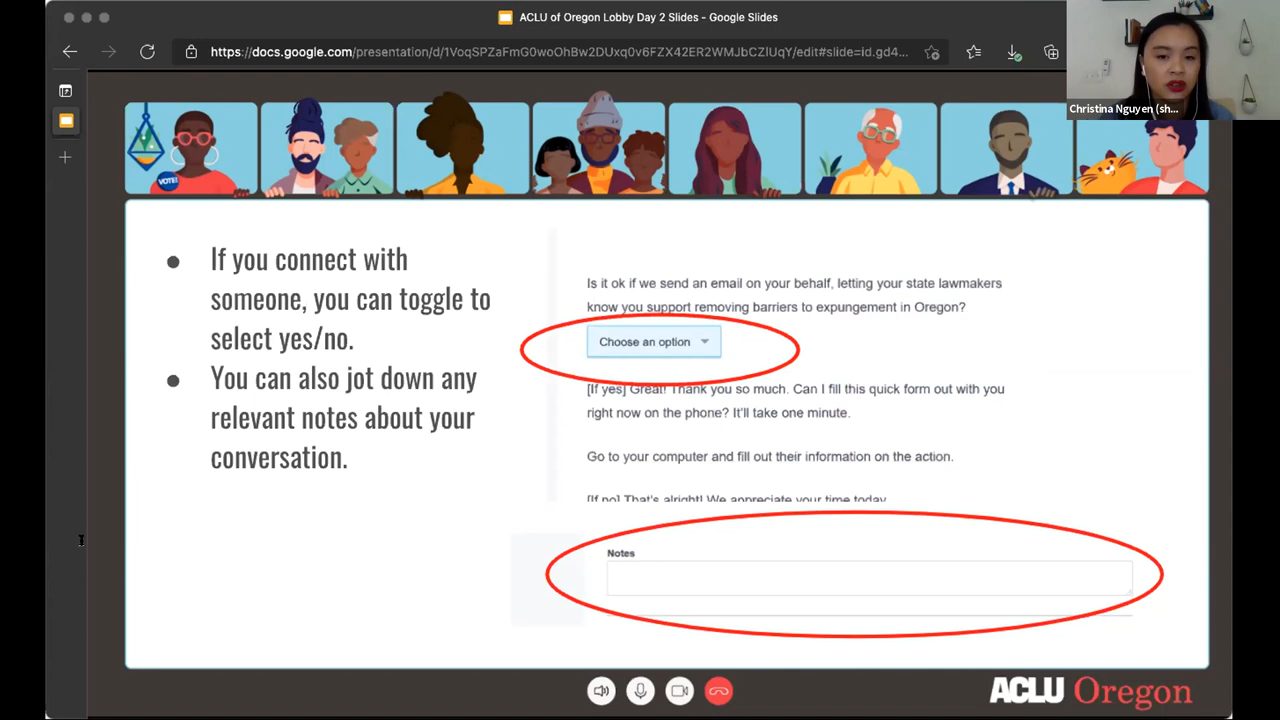 ACLU of Oregon Lobby Day 2 Slides - Google Slides
https://docs.google.com/presentation/d/1VoqSPZaFmG0woOhBw2DUxq0v6FZX42ER2WMJbCZlUqY/edit#slide=id.gd4...
Christina Nguyen (sh...
VOTE!
If you connect with
someone, you can toggle to
select yes/no.
You can also jot down any
relevant notes about your
conversation.
Is it ok if we send an email on your behalf, letting your state lawmakers
know you support removing barriers to expungement in Oregon?
Choose an option
[If yes] Great! Thank you so much. Can I fill this quick form out with you
right now on the phone? It'll take one minute.
Go to your computer and fill out their information on the action.
[If no] That's alright! We appreciate your time today
Notes
ACLU Oregon